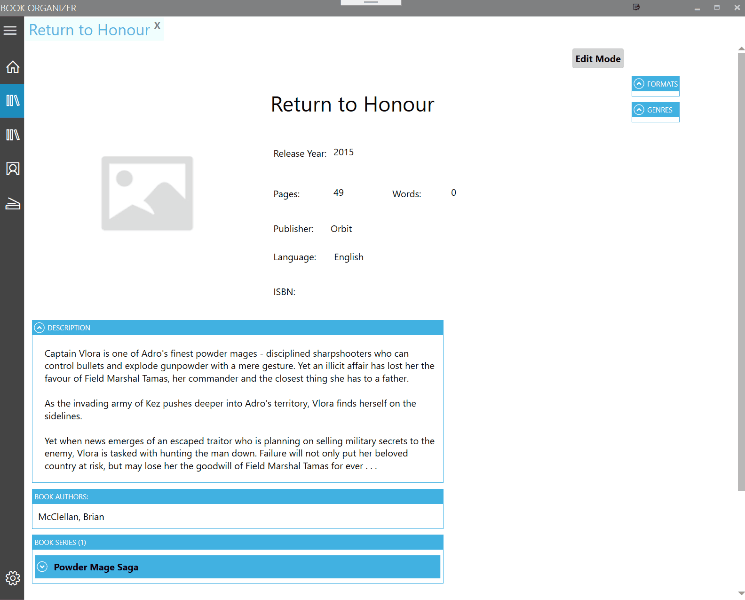 BOOK ORGANIZER
Return to Honour X
Edit Mode
FORMATS
GENRES
Return to Honour
Release Year: 2015
Pages: 49 Words: 0
Publisher: Orbit
Language: English
ISBN:
DESCRIPTION
Captain Vlora is one of Adro's finest powder mages - disciplined sharpshooters who can
control bullets and explode gunpowder with a mere gesture. Yet an illicit affair has lost her the
favour of Field Marshal Tamas, her commander and the closest thing she has to a father.
As the invading army of Kez pushes deeper into Adro's territory, Vlora finds herself on the
sidelines.
Yet when news emerges of an escaped traitor who is planning on selling military secrets to the
enemy, Vlora is tasked with hunting the man down. Failure will not only put her beloved
country at risk, but may lose her the goodwill of Field Marshal Tamas for ever . . .
BOOK AUTHORS:
McClellan, Brian
BOOK SERIES (1)
Powder Mage Saga